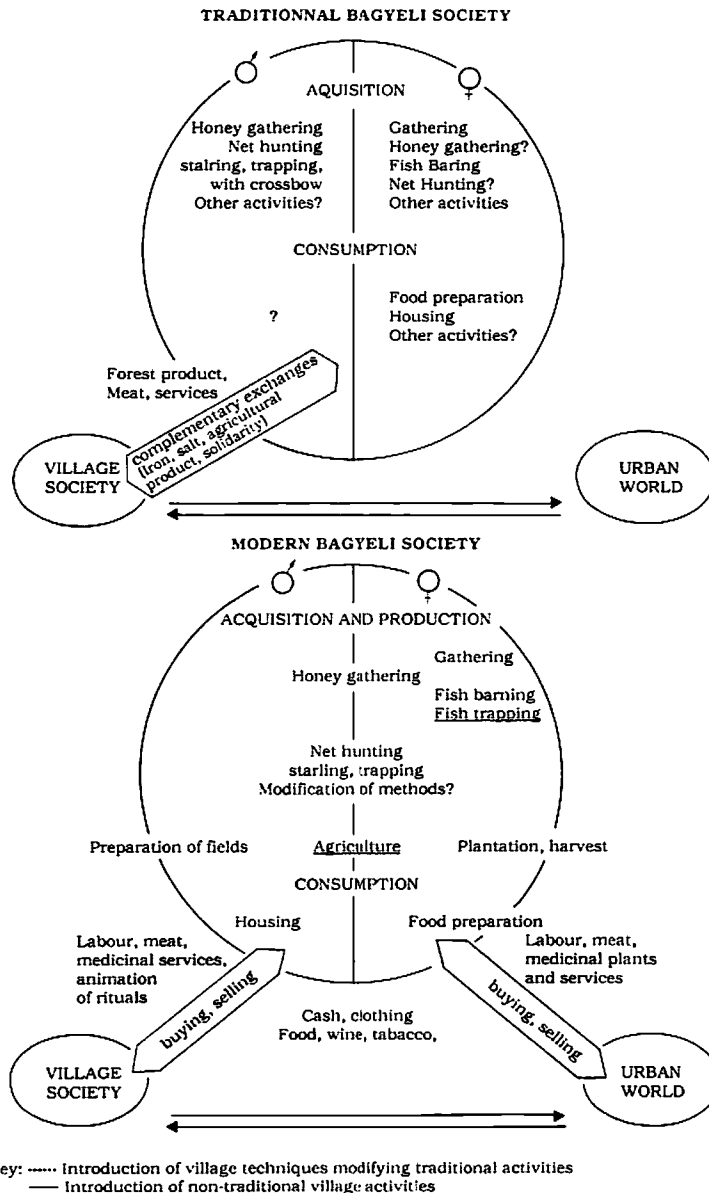 TRADITIONNAL BAGYELI SOCIETY
AQUISITION
Honey gathering
Net hunting
stalring, trapping,
with crossbow
Other activities?
Gathering
Honey gathering?
Fish Baring
Net Hunting?
Other activities
CONSUMPTION
?
Food preparation
Housing
Other activities?
Forest product,
Meat, services
complementary exchanges
(Iron, salt, agricultural
product, solidarity)
VILLAGE
SOCIETY
URBAN
WORLD
MODERN BAGYELI SOCIETY
ACQUISITION AND PRODUCTION
Gathering
Honey gathering
Fish barning
Fish trapping
Net hunting
starling, trapping
Modification of methods?
Preparation of fields
Agriculture
Plantation, harvest
CONSUMPTION
Housing
Food preparation
Labour, meat,
medicinal services,
animation
of rituals
buying, selling
Labour, meat,
medicinal plants
and services
buying, selling
Cash, clothing
Food, wine, tabacco,
VILLAGE
SOCIETY
URBAN
WORLD
ey: ------ Introduction of village techniques modifying traditional activities
—— Introduction of non-traditional village activities